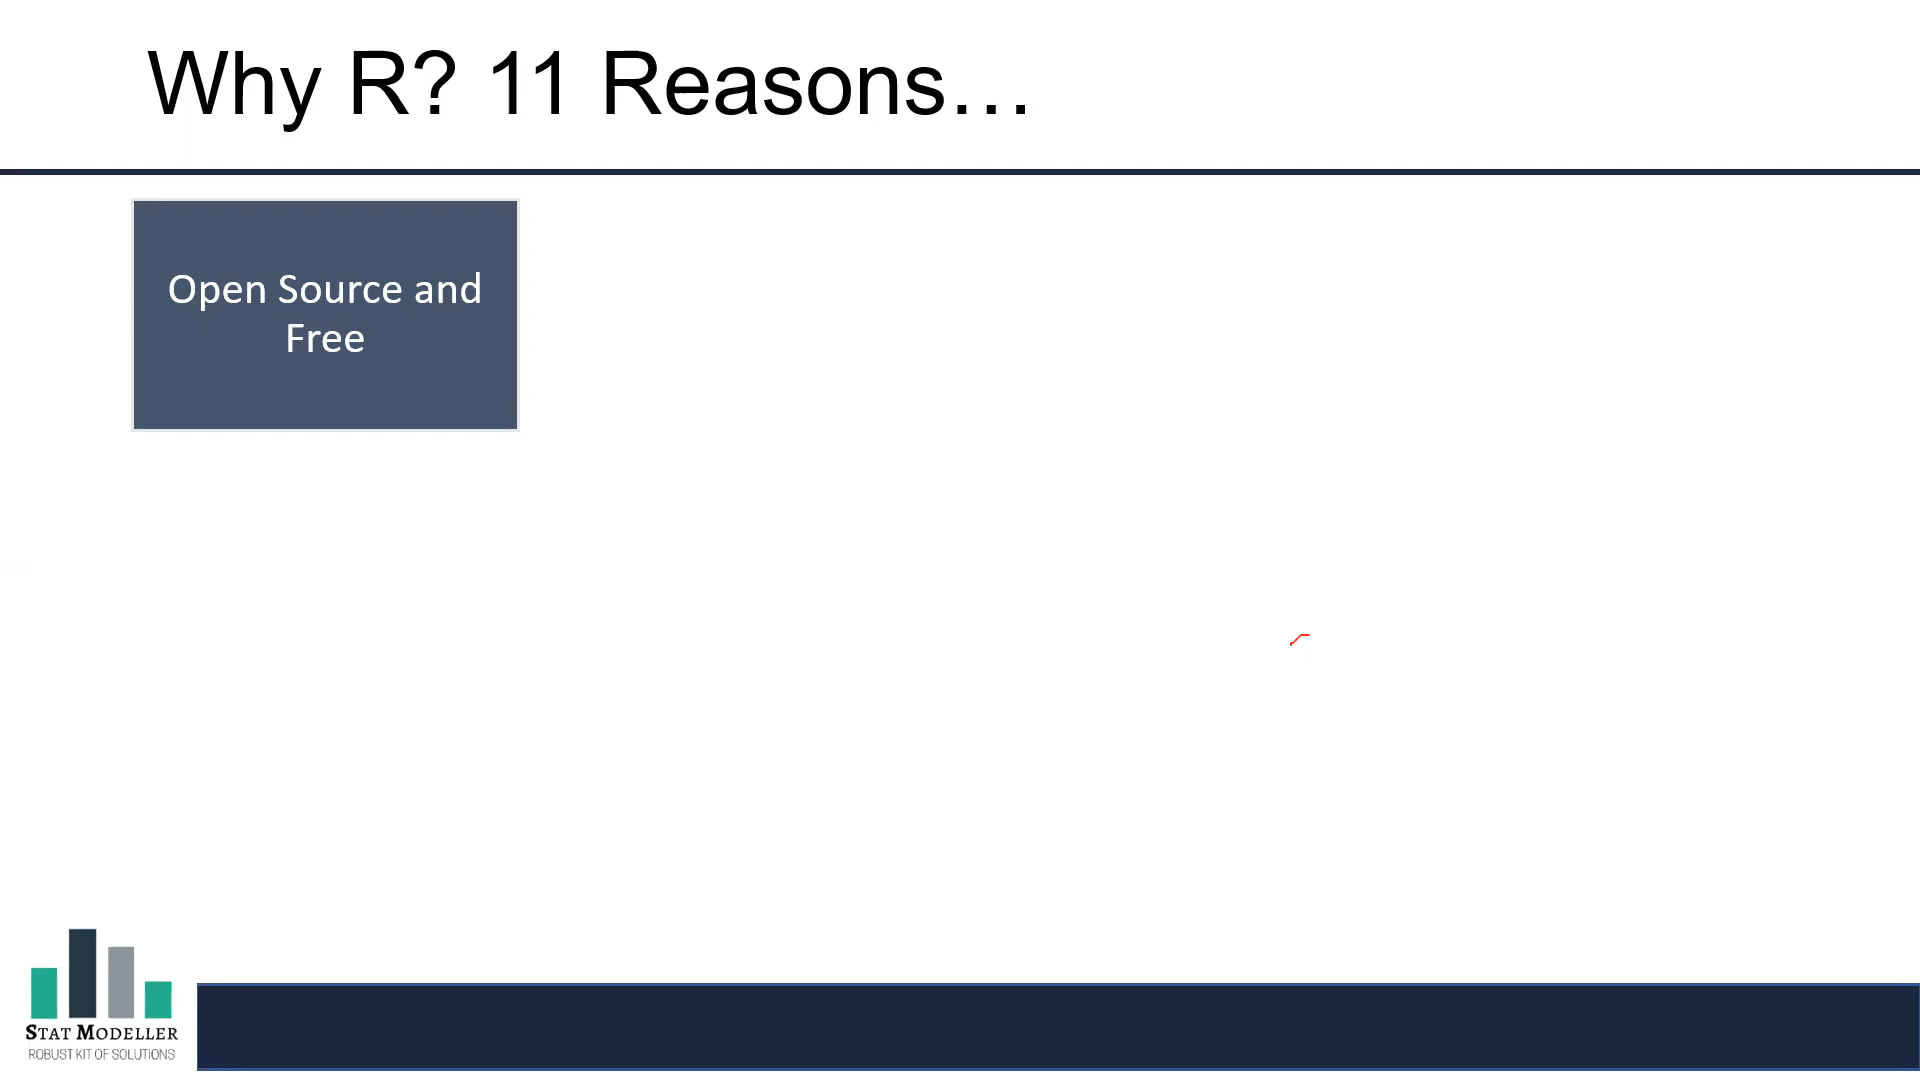 Why R? 11 Reasons…
Open Source and
Free
STAT MODELLER
ROBUST KIT OF SOLUTIONS